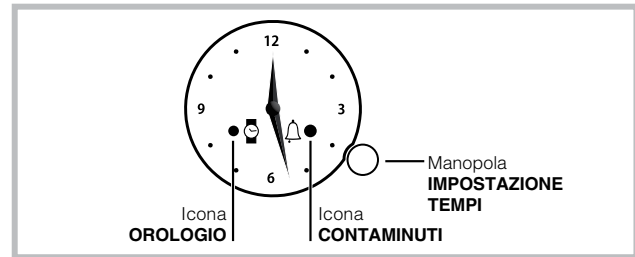 12
9
3
6
Manopola
IMPOSTAZIONE
TEMPI
Icona
OROLOGIO
Icona
CONTAMINUTI